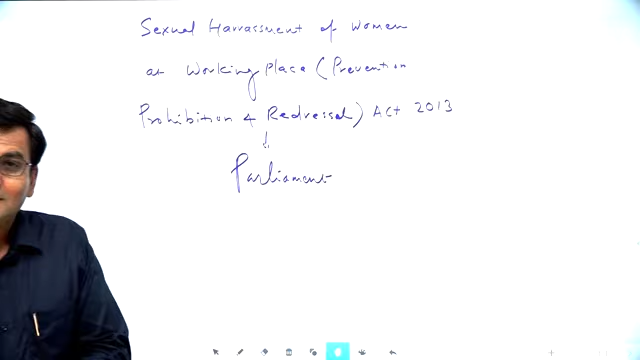 Sexual Harrassment of Women
at Working Place (Prevention
Prohibition & Redressal) Act 2013
Parliament